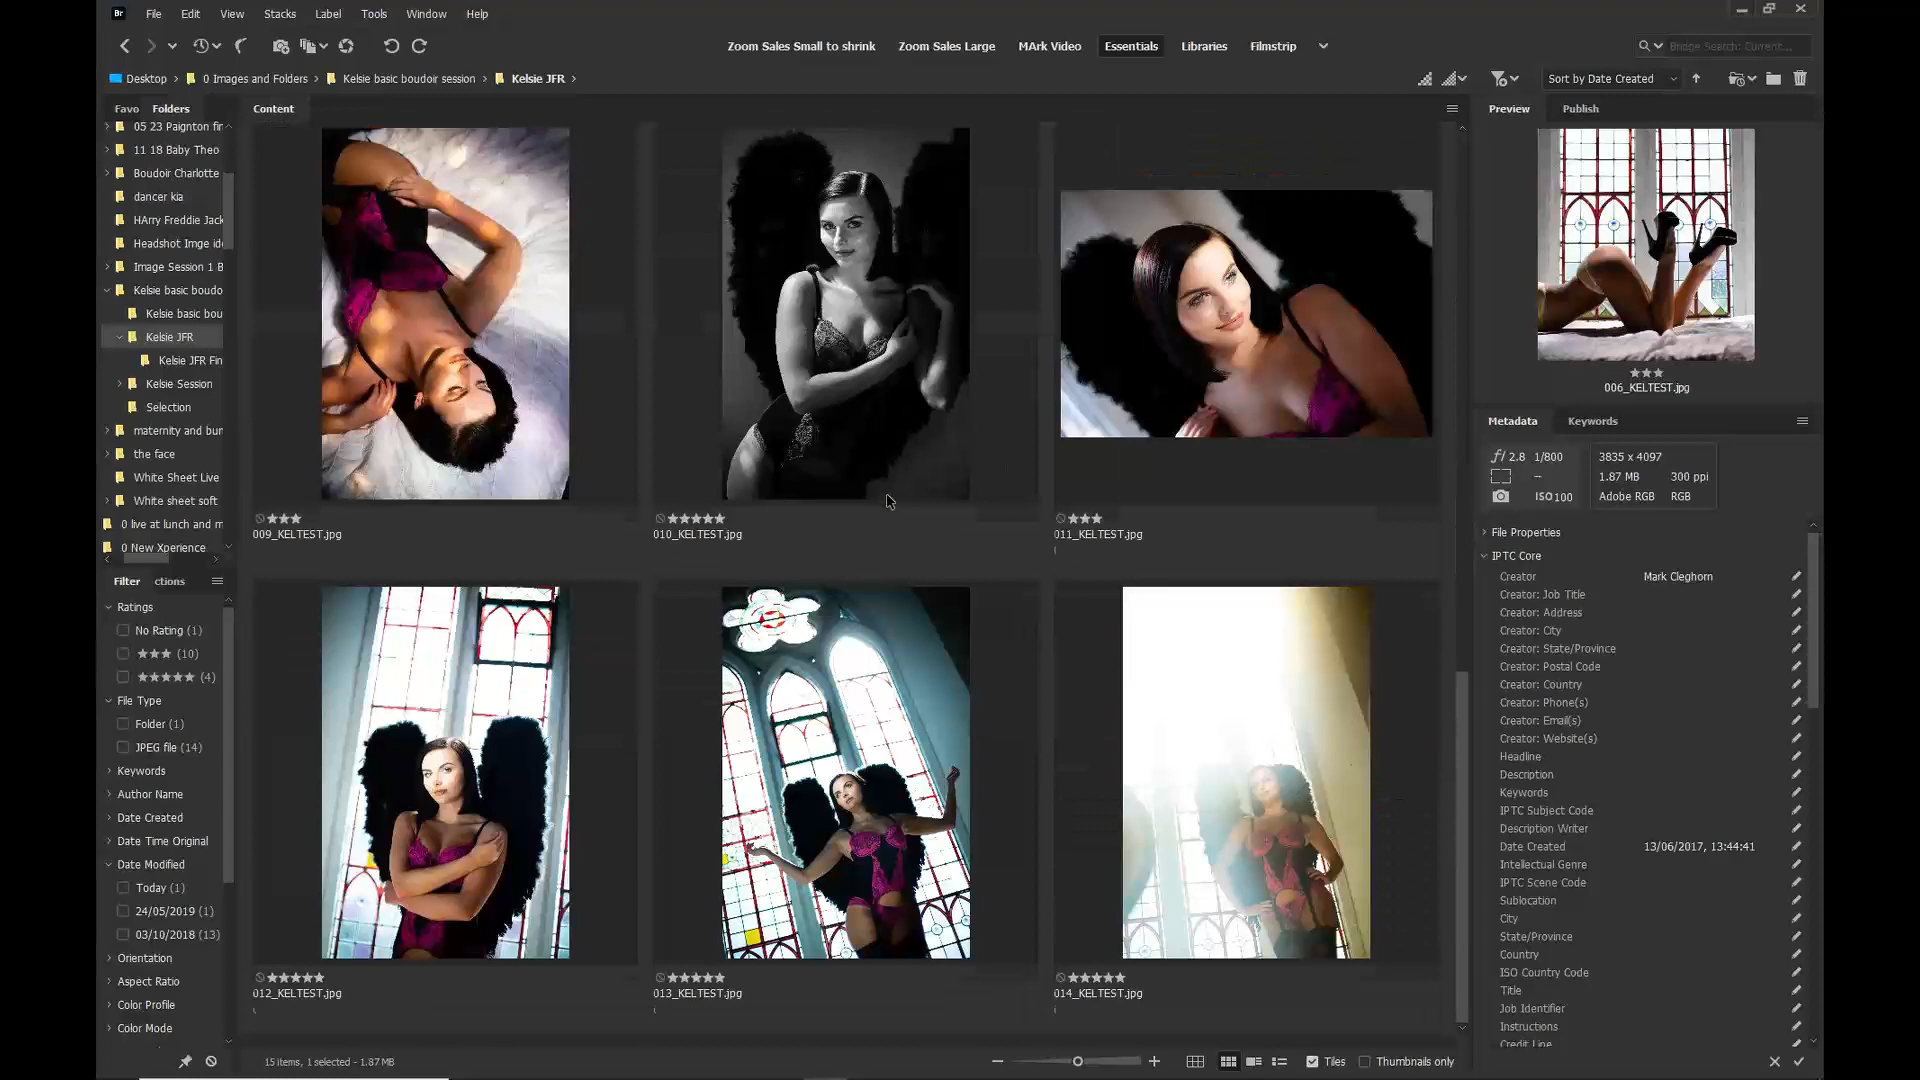 Br File Edit View Stacks Label Tools Window Help
Zoom Sales Small to shrink Zoom Sales Large MArk Video Essentials Libraries Filmstrip
Bridge Search: Current...
Desktop 0 Images and Folders Kelsie basic boudoir session Kelsie JFR
Sort by Date Created
Favo Folders
05 23 Paignton fir
11 18 Baby Theo
Boudoir Charlotte
dancer kia
HArry Freddie Jack
Headshot Imge id
Image Session 1 B
Kelsie basic boudo
Kelsie basic bou
Kelsie JFR
Kelsie JFR Fin
Kelsie Session
Selection
maternity and bur
the face
White Sheet Live
White sheet soft
0 live at lunch and m
0 New Xperience
Filter ctions
Ratings
No Rating (1)
(10)
(4)
File Type
Folder (1)
JPEG file (14)
Keywords
Author Name
Date Created
Date Time Original
Date Modified
Today (1)
24/05/2019 (1)
03/10/2018 (13)
Orientation
Aspect Ratio
Color Profile
Color Mode
Content
009_KELTEST.jpg
010_KELTEST.jpg
011_KELTEST.jpg
012_KELTEST.jpg
013_KELTEST.jpg
014_KELTEST.jpg
15 items, 1 selected - 1.87 MB
Tiles Thumbnails only
Preview Publish
006_KELTEST.jpg
Metadata Keywords
f/ 2.8 1/800
--
ISO100
3835 x 4097
1.87 MB 300 ppi
Adobe RGB RGB
File Properties
IPTC Core
Creator Mark Cleghorn
Creator: Job Title
Creator: Address
Creator: City
Creator: State/Province
Creator: Postal Code
Creator: Country
Creator: Phone(s)
Creator: Email(s)
Creator: Website(s)
Headline
Description
Keywords
IPTC Subject Code
Description Writer
Date Created 13/06/2017, 13:44:41
Intellectual Genre
IPTC Scene Code
Sublocation
City
State/Province
Country
ISO Country Code
Title
Job Identifier
Instructions
Credit Line